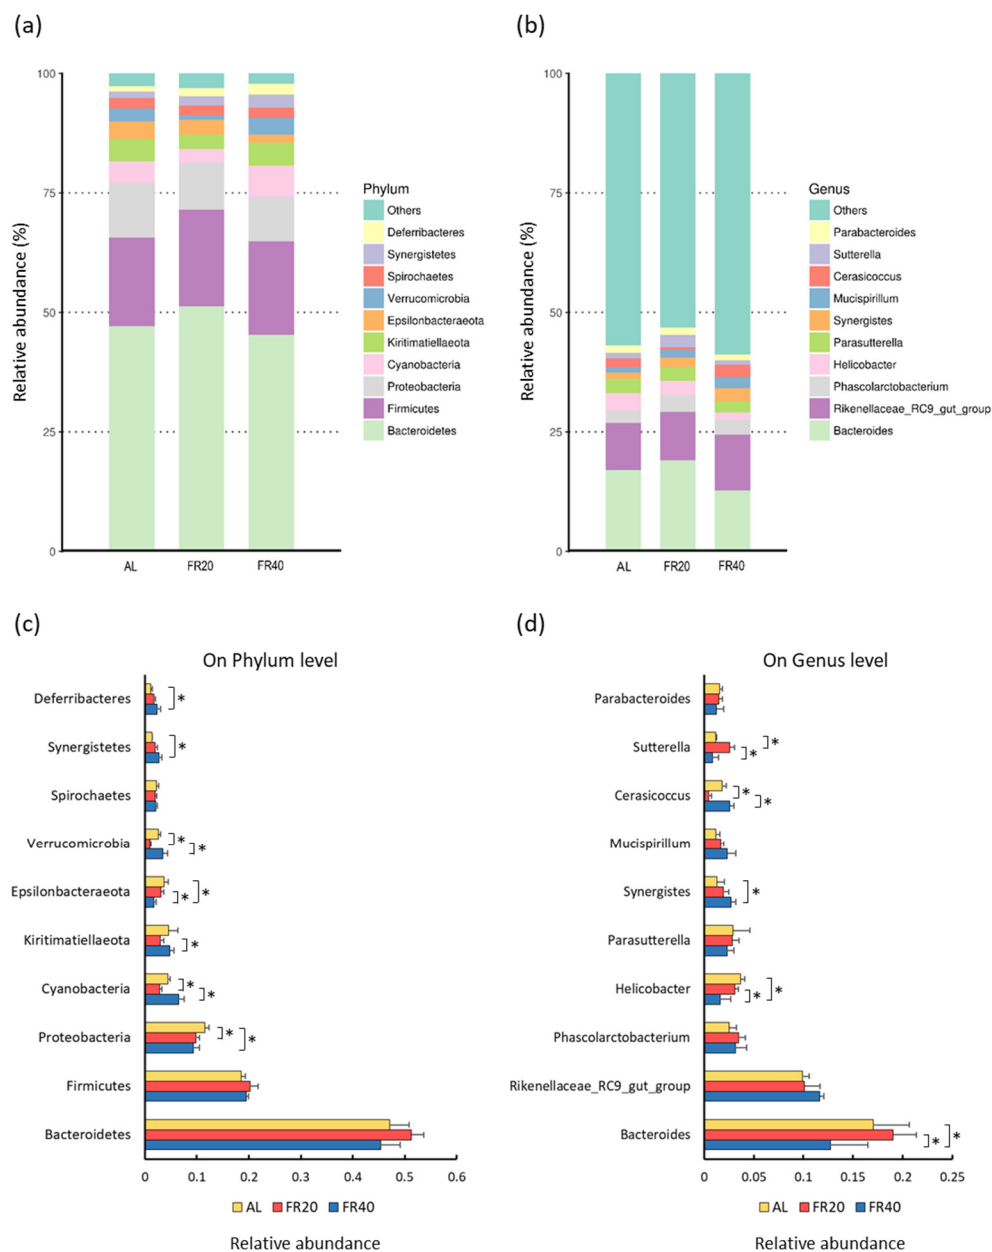 (a)
Relative abundance (%)
100
75
50
25
0
AL FR20 FR40
Phylum
Others
Deferribacteres
Synergistetes
Spirochaetes
Verrucomicrobia
Epsilonbacteraeota
Kiritimatiellaeota
Cyanobacteria
Proteobacteria
Firmicutes
Bacteroidetes
(b)
Relative abundance (%)
100
75
50
25
0
AL FR20 FR40
Genus
Others
Parabacteroides
Sutterella
Cerasicoccus
Mucispirillum
Synergistes
Parasutterella
Helicobacter
Phascolarctobacterium
Rikenellaceae_RC9_gut_group
Bacteroides
(c)
On Phylum level
Deferribacteres *
Synergistetes *
Spirochaetes
Verrucomicrobia * *
Epsilonbacteraeota * *
Kiritimatiellaeota *
Cyanobacteria * *
Proteobacteria * *
Firmicutes
Bacteroidetes
0 0.1 0.2 0.3 0.4 0.5 0.6
AL FR20 FR40
Relative abundance
(d)
On Genus level
Parabacteroides
Sutterella * *
Cerasicoccus * *
Mucispirillum
Synergistes *
Parasutterella
Helicobacter * *
Phascolarctobacterium
Rikenellaceae_RC9_gut_group
Bacteroides * *
0 0.05 0.1 0.15 0.2 0.25
AL FR20 FR40
Relative abundance